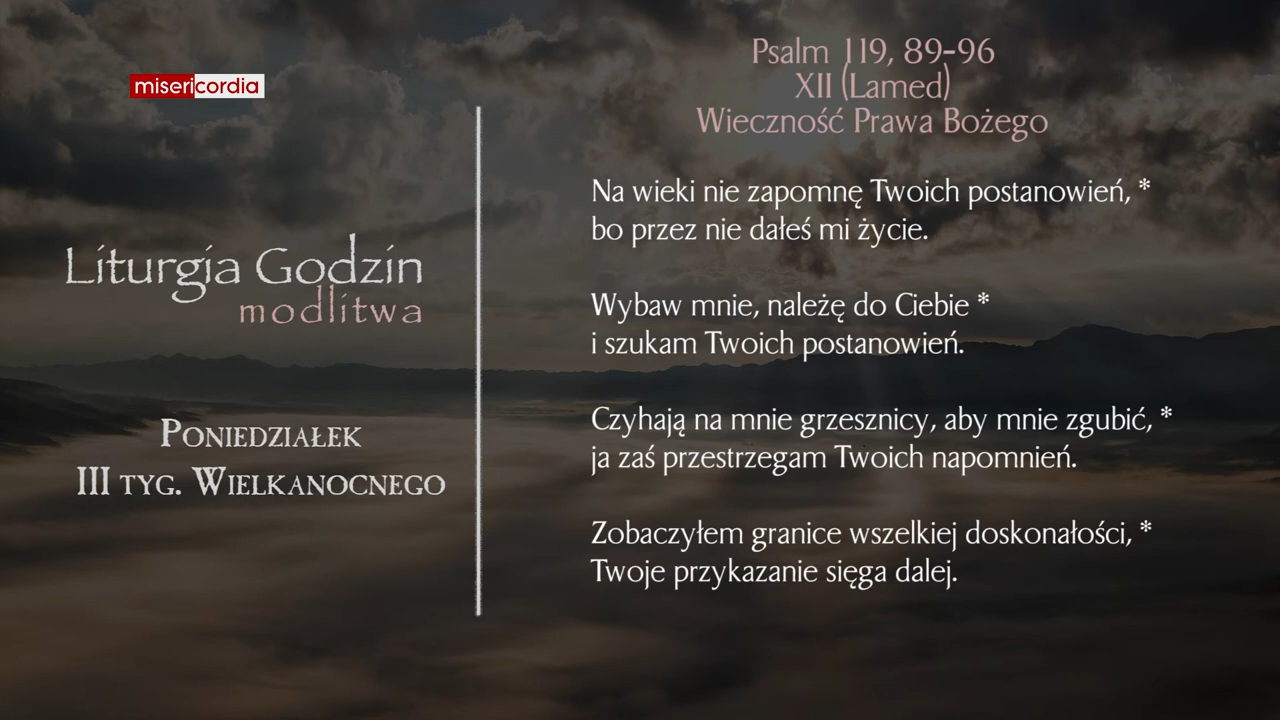 misericordia
Liturgia Godzin
modlitwa
Poniedziałek
III tyg. Wielkanocnego
Psalm 119, 89-96
XII (Lamed)
Wieczność Prawa Bożego
Na wieki nie zapomnę Twoich postanowień, *
bo przez nie dałeś mi życie.
Wybaw mnie, należę do Ciebie *
i szukam Twoich postanowień.
Czyhają na mnie grzesznicy, aby mnie zgubić, *
ja zaś przestrzegam Twoich napomnień.
Zobaczyłem granice wszelkiej doskonałości, *
Twoje przykazanie sięga dalej.